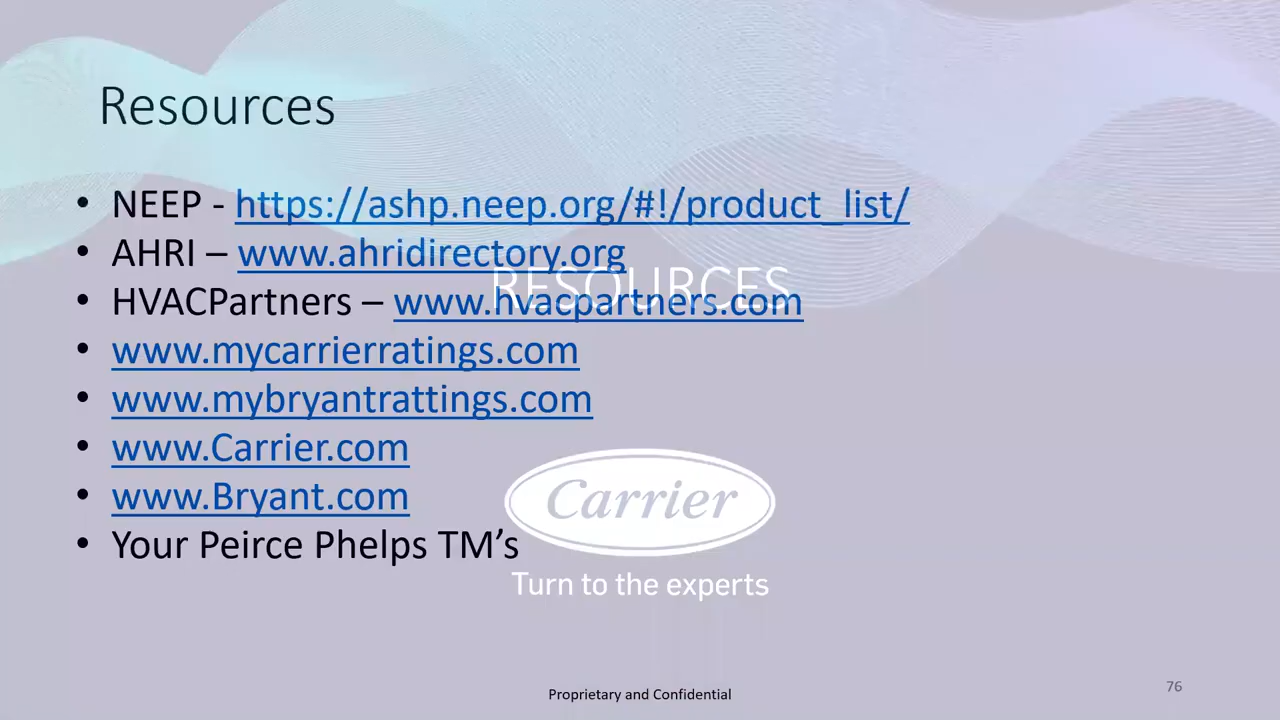 Resources
• NEEP - https://ashp.neep.org/#!/product_list/
• AHRI – www.ahridirectory.org
RESOURCES
• HVACPartners – www.hvacpartners.com
• www.mycarrierratings.com
• www.mybryantrattings.com
• www.Carrier.com
• www.Bryant.com
Carrier
• Your Peirce Phelps TM’s
Turn to the experts
Proprietary and Confidential
76